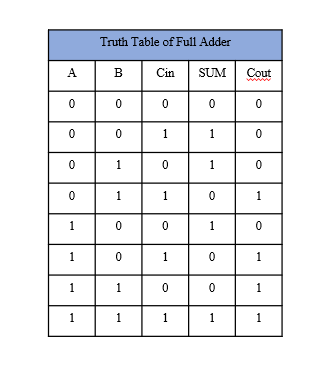 Truth Table of Full Adder
A B Cin SUM Cout
0 0 0 0 0
0 0 1 1 0
0 1 0 1 0
0 1 1 0 1
1 0 0 1 0
1 0 1 0 1
1 1 0 0 1
1 1 1 1 1